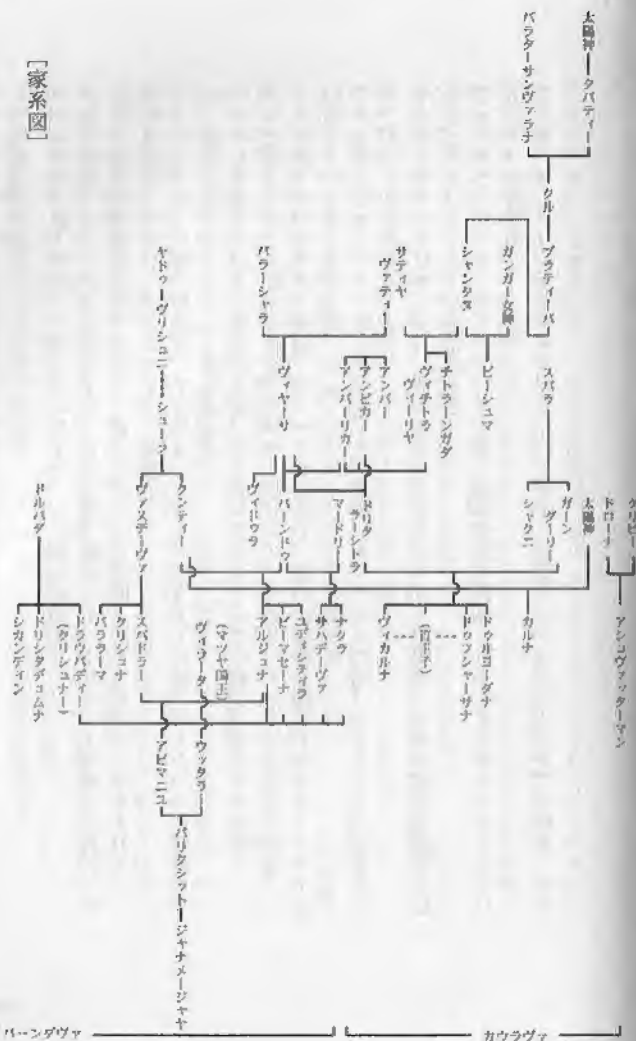 [家系図]
太陽神
タパティー
バラター
サンヴァラナ
クル
プラティーパ
ガンガー女神
シャンタヌ
ビーシュマ
サティヤ
ヴァティー
パラーシャラ
ヴィヤーサ
チトラーンガダ
ヴィチトラ
ヴィーリヤ
アンバー
アンビカー
アンバーリカー
スバラ
ガーン
ダーリー
シャクニ
クリピー
ドローナ
アシュヴァッターマン
太陽神
カルナ
ドリタ
ラーシトラ
マードリー
パーンドゥ
ヴィドゥラ
ヤドゥ
ヴリシュニ
シューラ
クンティー
ヴァスデーヴァ
ドゥルヨーダナ
ドゥフシャーサナ
(百王子)
ヴィカルナ
ナクラ
サハデーヴァ
ユディシティラ
ビーマセーナ
アルジュナ
(マツヤ国王)
ヴィラータ
ウッタラ
スバドラー
クリシュナ
バララーマ
アビマニユ
ドルパダ
ドラウパディー
(クリシュナー)
ドリシタデュムナ
シカンディン
パリクシット
ジャナメージャヤ
カウラヴァ
パーンダヴァ